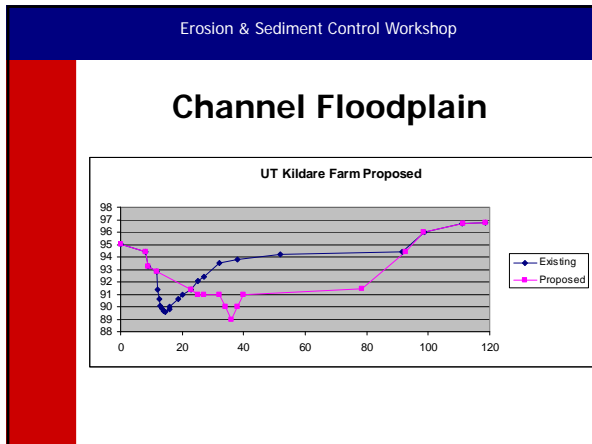 Erosion & Sediment Control Workshop
Channel Floodplain
UT Kildare Farm Proposed
98
97
96
95
94
93
92
91
90
89
88
0 20 40 60 80 100 120
Existing
Proposed